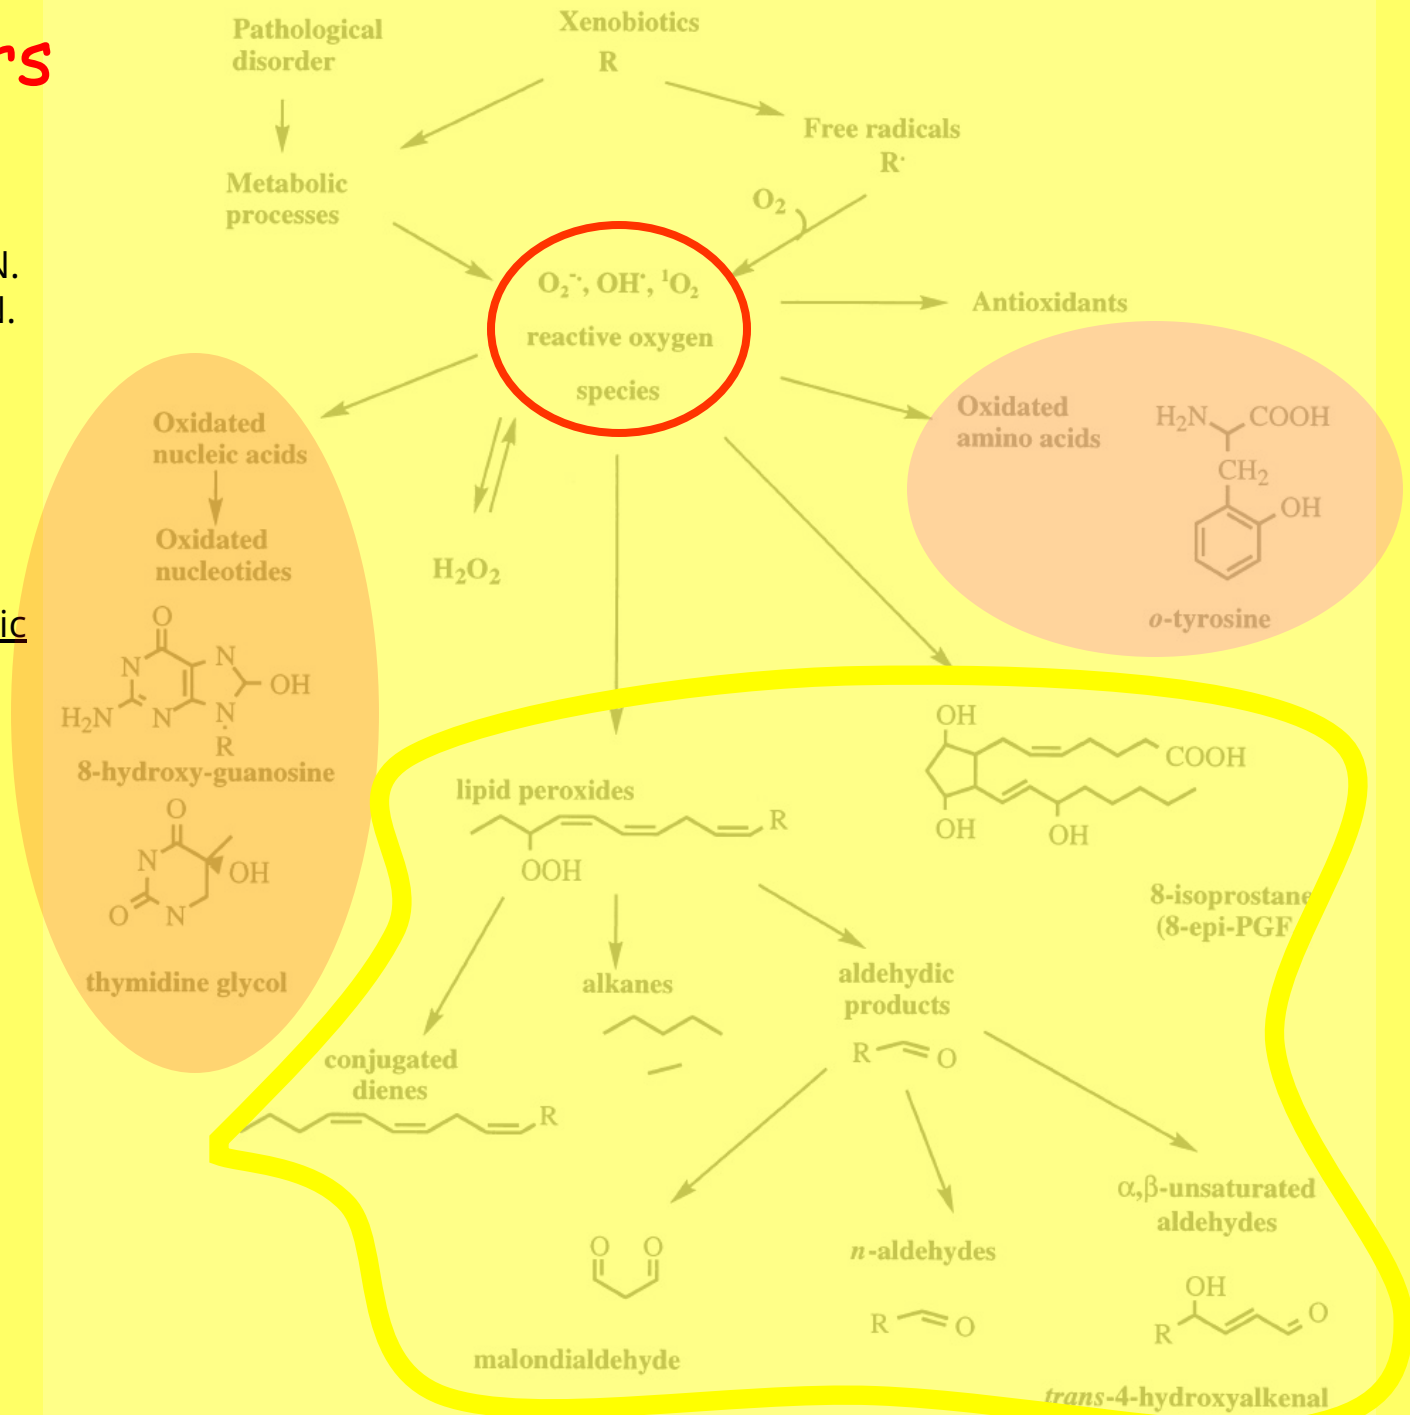 rs
N.
ic
Pathological
disorder
Xenobiotics
R
Free radicals
R·
Metabolic
processes
O₂
O₂⁻·, OH·, ¹O₂
reactive oxygen
species
Antioxidants
Oxidated
nucleic acids
Oxidated
nucleotides
H₂O₂
Oxidated
amino acids
H₂N
COOH
CH₂
OH
o-tyrosine
O
N
N
OH
H₂N
N
N
R
8-hydroxy-guanosine
O
N
OH
O
N
thymidine glycol
lipid peroxides
R
OOH
OH
COOH
OH
OH
8-isoprostane
(8-epi-PGF
conjugated
dienes
R
alkanes
aldehydic
products
R
O
O
O
malondialdehyde
n-aldehydes
R
O
α,β-unsaturated
aldehydes
OH
O
R
trans-4-hydroxyalkenal